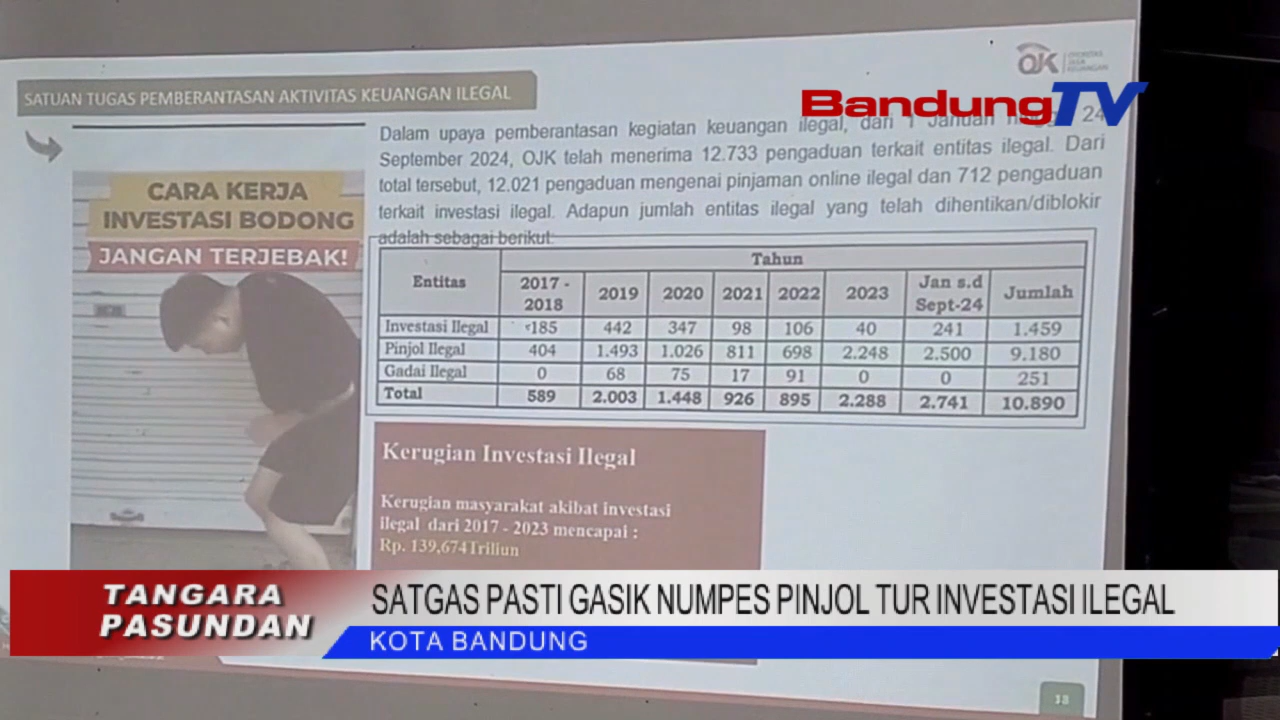 OJK OTORITAS JASA KEUANGAN
SATUAN TUGAS PEMBERANTASAN AKTIVITAS KEUANGAN ILEGAL
BandungTV
Dalam upaya pemberantasan kegiatan keuangan ilegal, dari 1 Januari 24
September 2024, OJK telah menerima 12.733 pengaduan terkait entitas ilegal. Dari
total tersebut, 12.021 pengaduan mengenai pinjaman online ilegal dan 712 pengaduan
terkait investasi ilegal. Adapun jumlah entitas ilegal yang telah dihentikan/diblokir
adalah sebagai berikut:
CARA KERJA
INVESTASI BODONG
JANGAN TERJEBAK!
Entitas Tahun
2017 - 2018 2019 2020 2021 2022 2023 Jan s.d Sept-24 Jumlah
Investasi Ilegal 185 442 347 98 106 40 241 1.459
Pinjol Ilegal 404 1.493 1.026 811 698 2.248 2.500 9.180
Gadai Ilegal 0 68 75 17 91 0 0 251
Total 589 2.003 1.448 926 895 2.288 2.741 10.890
Kerugian Investasi Ilegal
Kerugian masyarakat akibat investasi
ilegal dari 2017 - 2023 mencapai :
Rp. 139,674Triliun
TANGARA
PASUNDAN
SATGAS PASTI GASIK NUMPES PINJOL TUR INVESTASI ILEGAL
KOTA BANDUNG
13